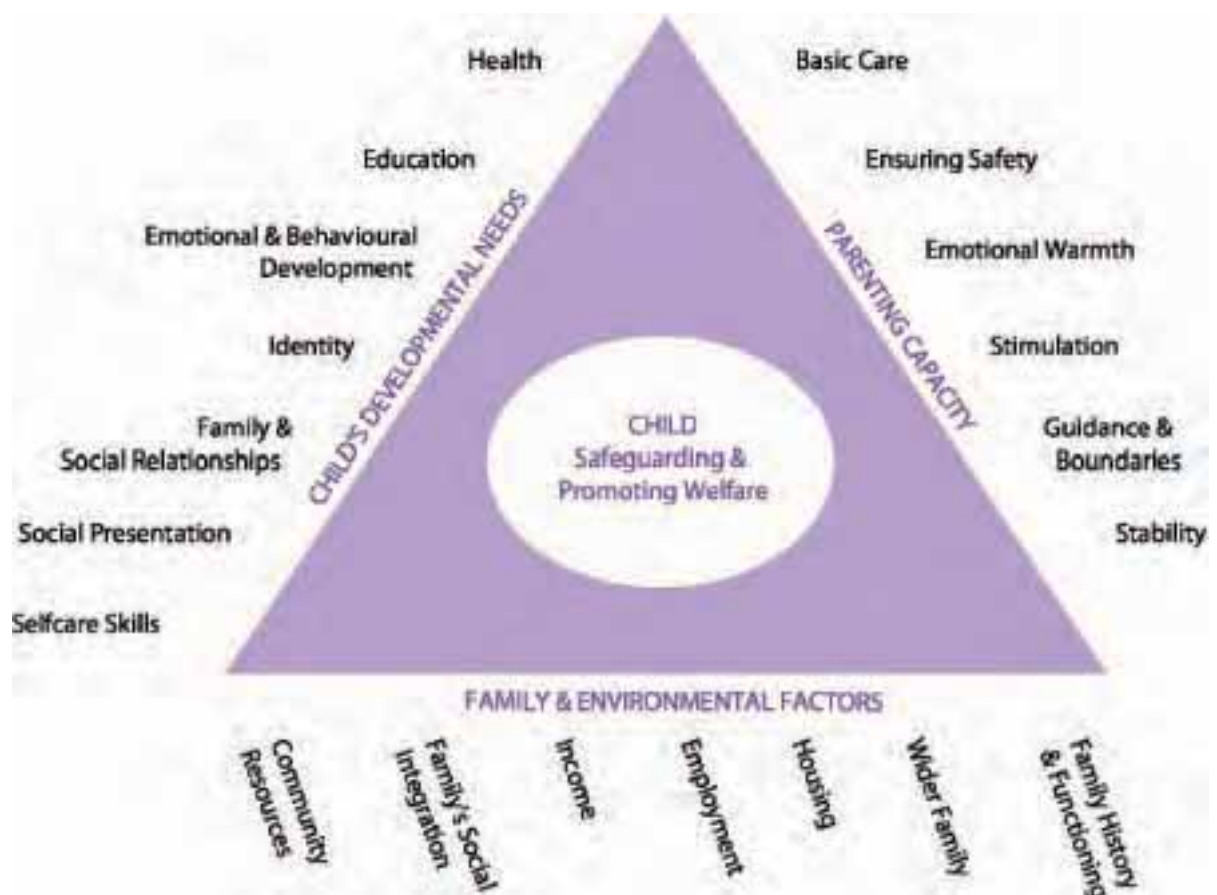 Health
Education
Emotional & Behavioural
Development
Identity
Family &
Social Relationships
Social Presentation
Selfcare Skills
CHILD'S DEVELOPMENTAL NEEDS
Basic Care
Ensuring Safety
Emotional Warmth
Stimulation
Guidance &
Boundaries
Stability
PARENTING CAPACITY
CHILD
Safeguarding &
Promoting Welfare
FAMILY & ENVIRONMENTAL FACTORS
Community
Resources
Family's Social
Integration
Income
Employment
Housing
Wider Family
Family History
& Functioning